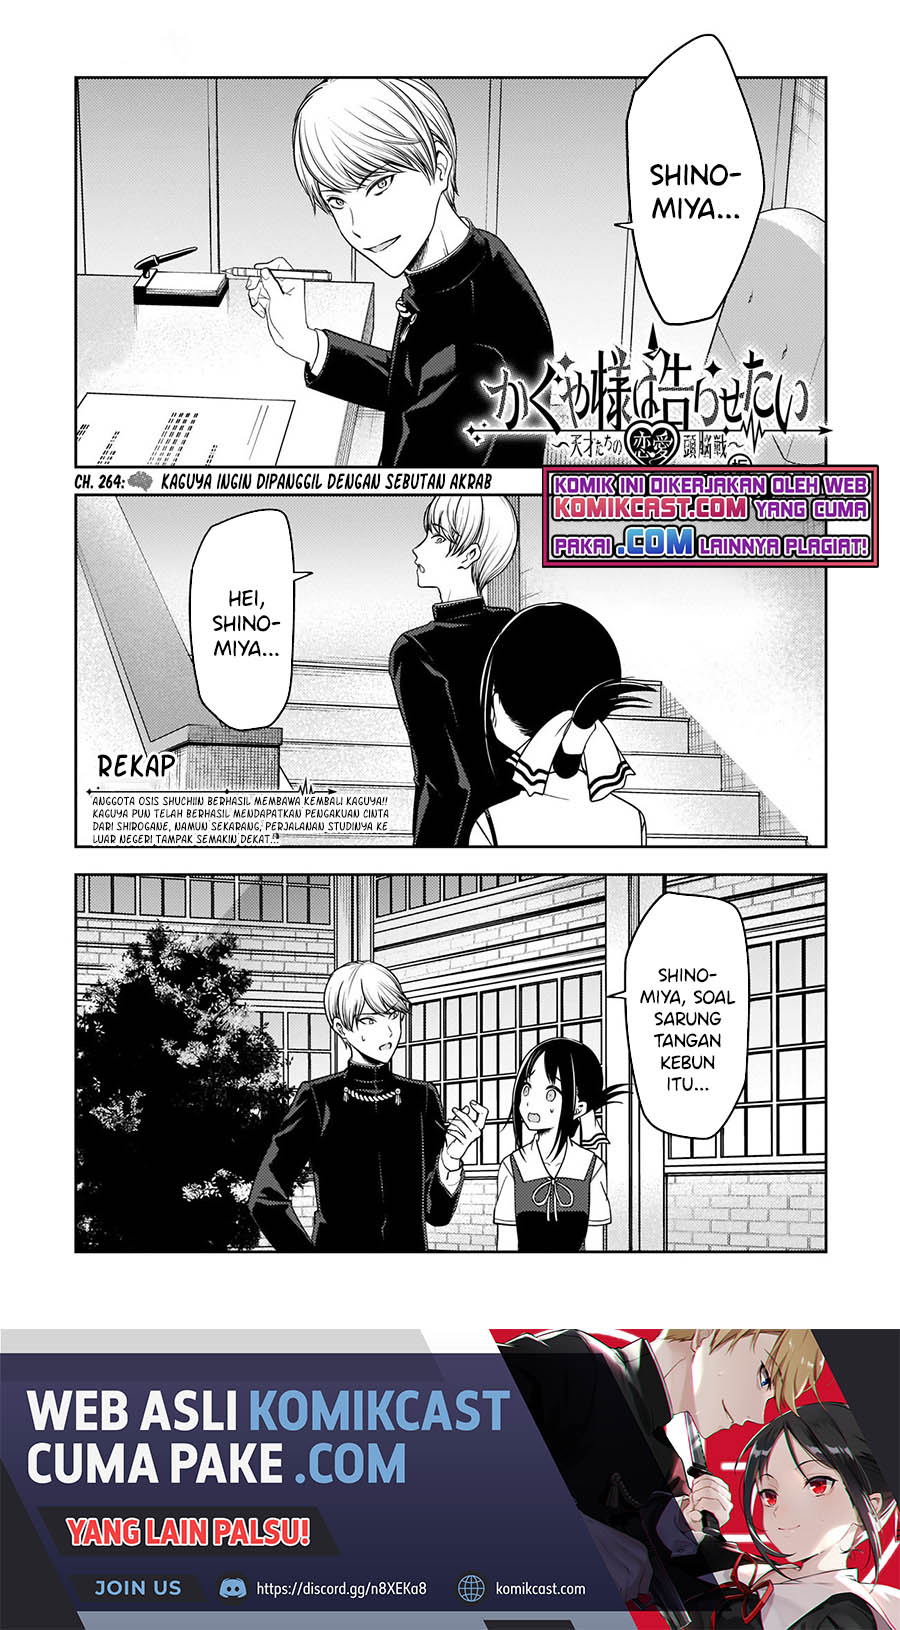 SHINO-
MIYA...
かぐや様は告らせたい
～天才たちの恋愛頭脳戦～
CH. 264: KAGUYA INGIN DIPANGGIL DENGAN SEBUTAN AKRAB
KOMIK INI DIKERJAKAN OLEH WEB
KOMIKCAST.COM YANG CUMA
PAKAI .COM LAINNYA PLAGIAT!
HEI,
SHINO-
MIYA...
REKAP
ANGGOTA OSIS SHUCHIIN BERHASIL MEMBAWA KEMBALI KAGUYA!!
KAGUYA PUN TELAH BERHASIL MENDAPATKAN PENGAKUAN CINTA
DARI SHIROGANE, NAMUN SEKARANG, PERJALANAN STUDINYA KE
LUAR NEGERI TAMPAK SEMAKIN DEKAT...
SHINO-
MIYA, SOAL
SARUNG
TANGAN
KEBUN
ITU...
WEB ASLI KOMIKCAST
CUMA PAKE .COM
YANG LAIN PALSU!
JOIN US https://discord.gg/n8XEKa8 komikcast.com